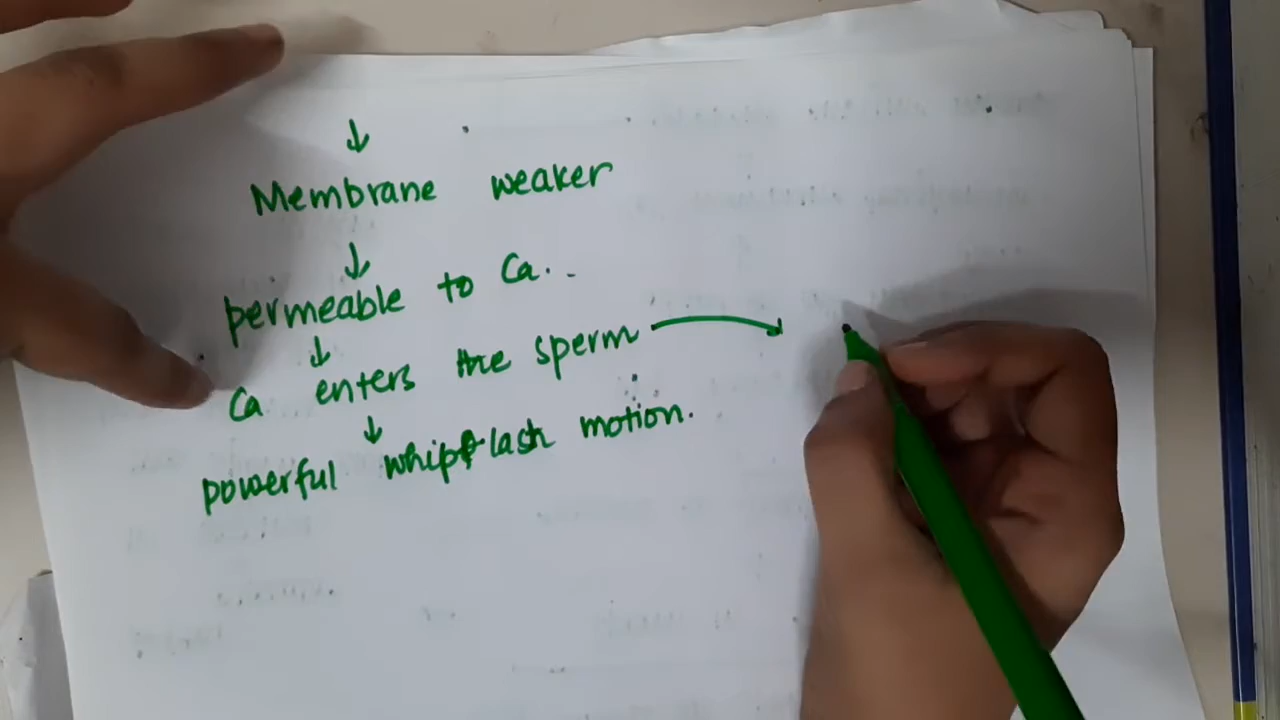 ↓
Membrane weaker
↓
permeable to Ca..
↓
Ca enters the sperm →
↓
powerful whiplash motion.